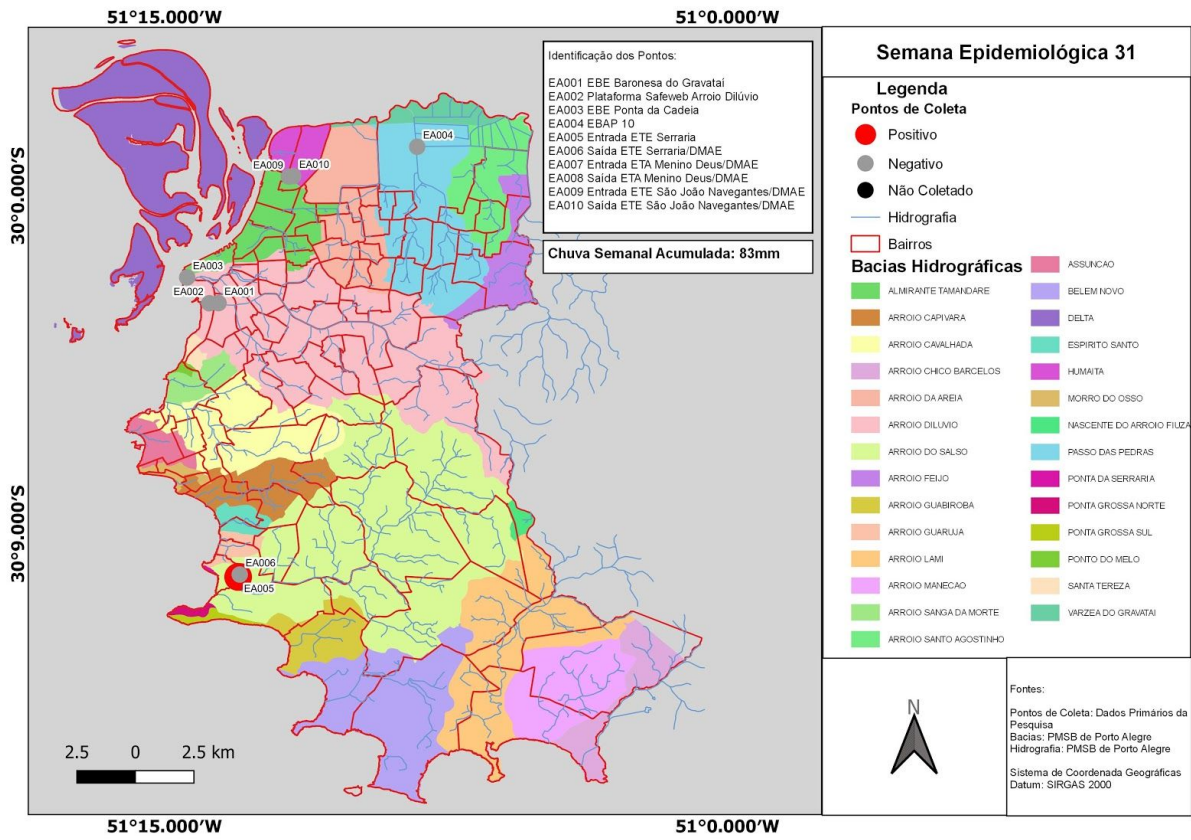 51°15.000'W
51°0.000'W
30°0.000'S
30°9.000'S
Identificação dos Pontos:
EA001 EBE Baronesa do Gravataí
EA002 Plataforma Safeweb Arroio Dilúvio
EA003 EBE Ponta da Cadeia
EA004 EBAP 10
EA005 Entrada ETE Serraria
EA006 Saída ETE Serraria/DMAE
EA007 Entrada ETA Menino Deus/DMAE
EA008 Saída ETA Menino Deus/DMAE
EA009 Entrada ETE São João Navegantes/DMAE
EA010 Saída ETE São João Navegantes/DMAE
Chuva Semanal Acumulada: 83mm
EA004
EA009
EA010
EA003
EA002
EA001
EA006
EA005
2.5 0 2.5 km
51°15.000'W
51°0.000'W
Semana Epidemiológica 31
Legenda
Pontos de Coleta
Positivo
Negativo
Não Coletado
Hidrografia
Bairros
Bacias Hidrográficas
ALMIRANTE TAMANDARE
ARROIO CAPIVARA
ARROIO CAVALHADA
ARROIO CHICO BARCELOS
ARROIO DA AREIA
ARROIO DILUVIO
ARROIO DO SALSO
ARROIO FEIJO
ARROIO GUABIROBA
ARROIO GUARUJA
ARROIO LAMI
ARROIO MANECAO
ARROIO SANGA DA MORTE
ARROIO SANTO AGOSTINHO
ASSUNCAO
BELEM NOVO
DELTA
ESPIRITO SANTO
HUMAITA
MORRO DO OSSO
NASCENTE DO ARROIO FIUZA
PASSO DAS PEDRAS
PONTA DA SERRARIA
PONTA GROSSA NORTE
PONTA GROSSA SUL
PONTO DO MELO
SANTA TEREZA
VARZEA DO GRAVATAI
N
Fontes:
Pontos de Coleta: Dados Primários da
Pesquisa
Bacias: PMSB de Porto Alegre
Hidrografia: PMSB de Porto Alegre
Sistema de Coordenada Geográficas
Datum: SIRGAS 2000